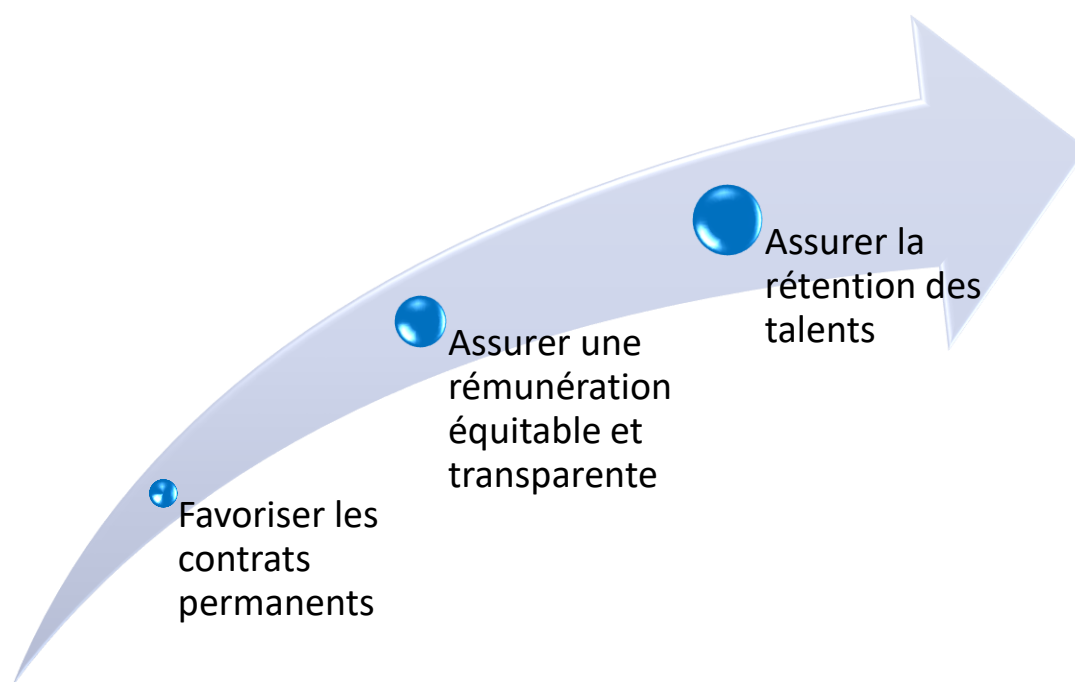 Favoriser les
contrats
permanents
Assurer une
rémunération
équitable et
transparente
Assurer la
rétention des
talents